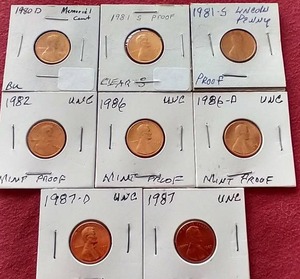 1980 D Memorial Cent
BU
1981 S PROOF
CLEAR S
1981-S LINCOLN PENNY
PROOF
1982 UNC
MINT PROOF
1986 UNC
MINT PROOF
1986-D UNC
MINT PROOF
1987-D UNC
1987 UNC